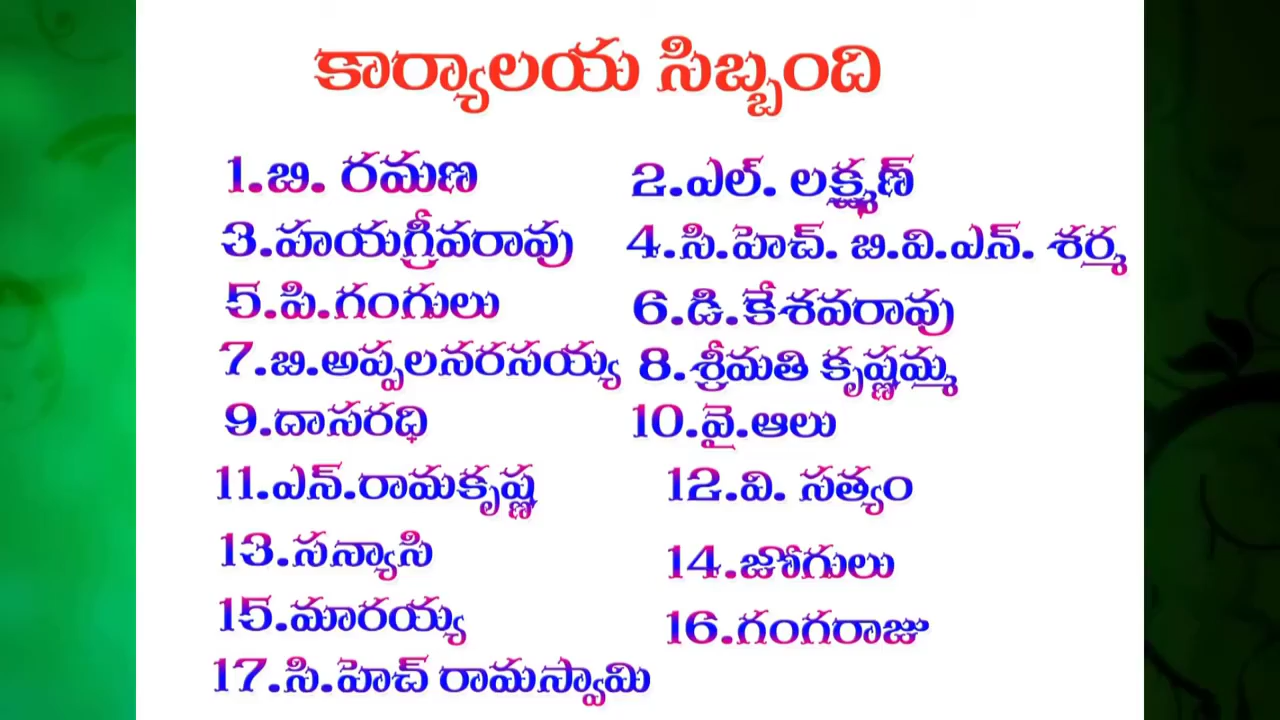 కార్యాలయ సిబ్బంది
1.బి. రమణ 2.ఎల్. లక్ష్మణ్
3.హయగ్రీవరావు 4.సి.హెచ్. బి.వి.ఎన్. శర్మ
5.పి.గంగులు 6.డి.కేశవరావు
7.బి.అప్పలనరసయ్య 8.శ్రీమతి కృష్ణమ్మ
9.దాసరధి 10.వై.ఆలు
11.ఎన్.రామకృష్ణ 12.వి. సత్యం
13.సన్యాసి 14.జోగులు
15.మారయ్య 16.గంగరాజు
17.సి.హెచ్ రామస్వామి